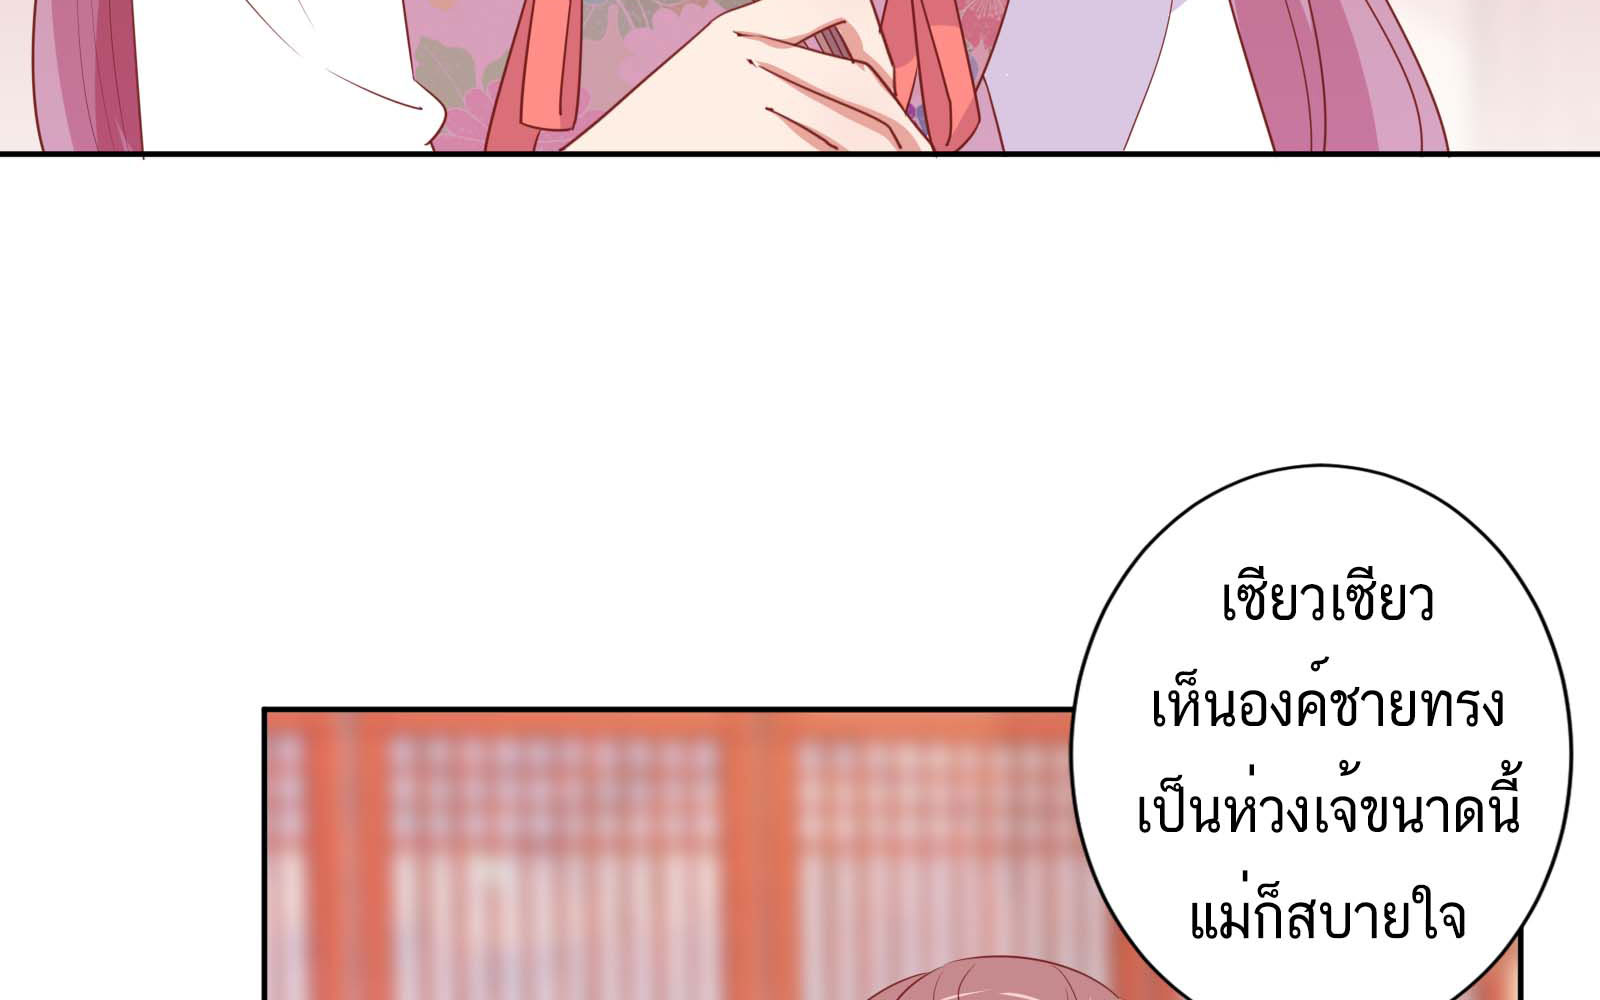 เซียวเซียว
เห็นองค์ชายทรง
เป็นห่วงเจ้ขนาดนี้
แม่ก็สบายใจ